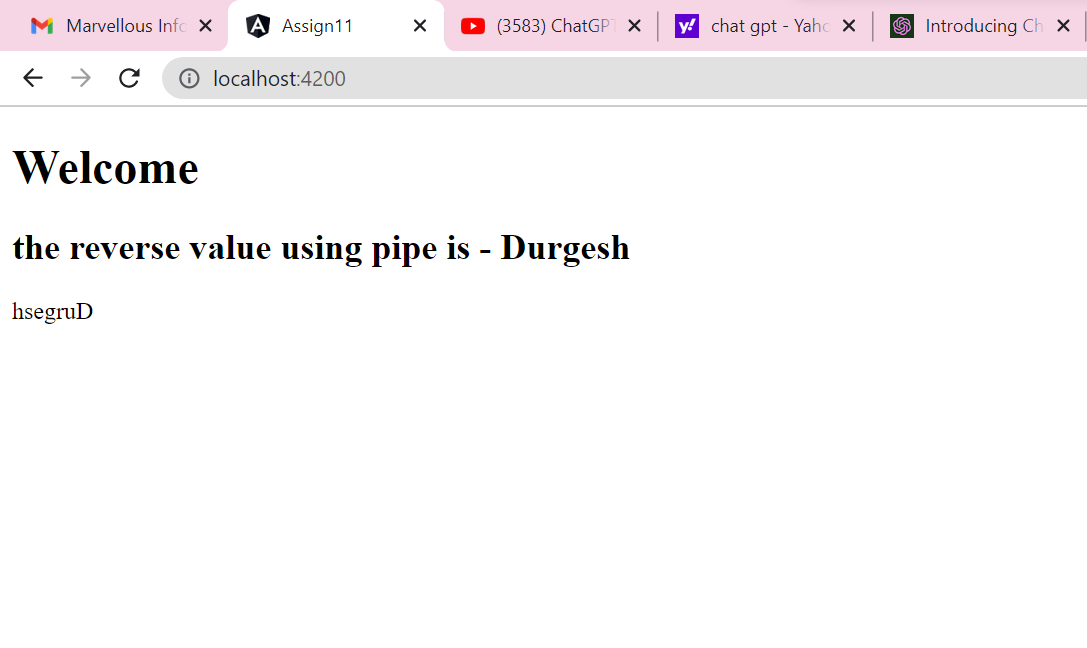 Marvellous Info
Assign11
(3583) ChatGPT
chat gpt - Yaho
Introducing Ch
localhost:4200
Welcome
the reverse value using pipe is - Durgesh
hsegruD